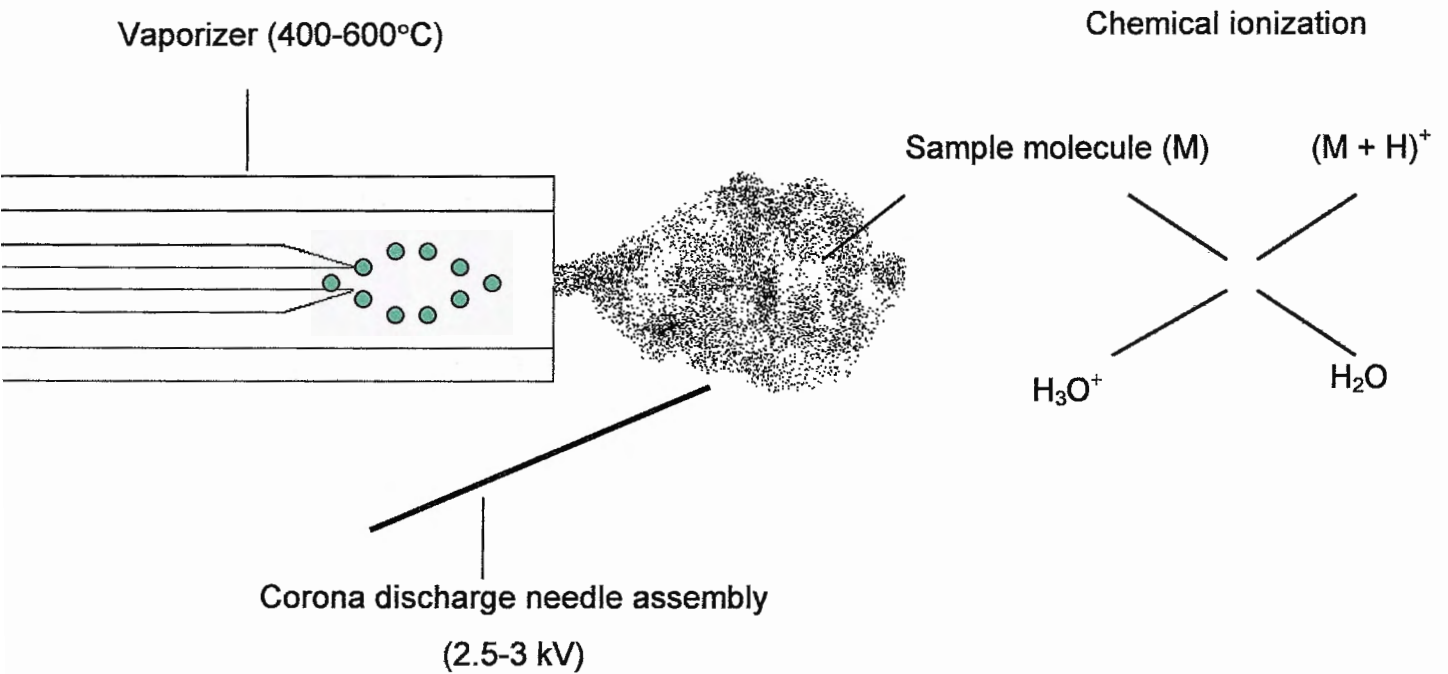 Vaporizer (400-600°C)
Chemical ionization
Sample molecule (M)
(M + H)⁺
H₃O⁺
H₂O
Corona discharge needle assembly
(2.5-3 kV)